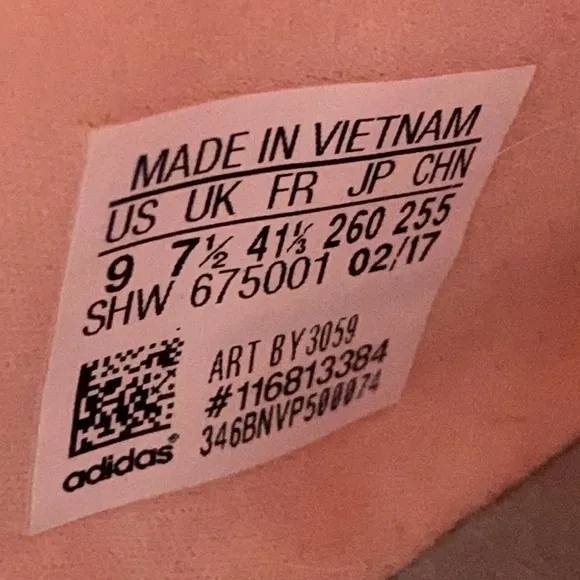 MADE IN VIETNAM
US UK FR JP CHN
9 7½ 41⅓ 260 255
SHW 675001 02/17
ART BY3059
#116813384
346BNVP500074
adidas®